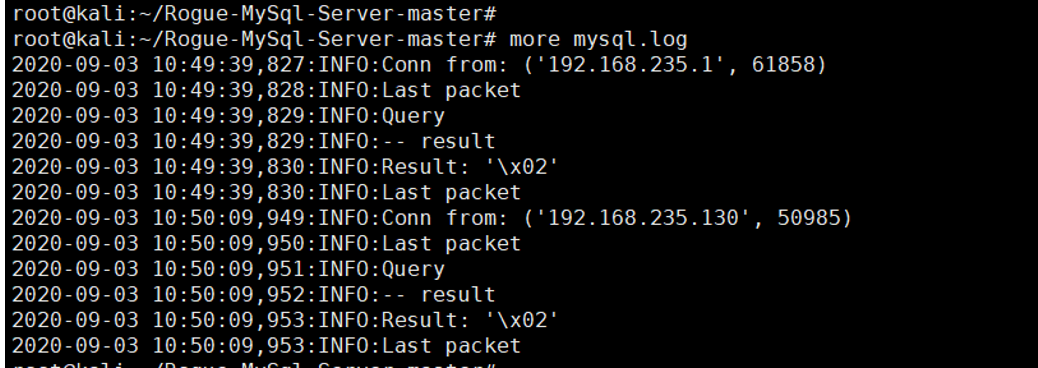 root@kali:~/Rogue-MySql-Server-master#
root@kali:~/Rogue-MySql-Server-master# more mysql.log
2020-09-03 10:49:39,827:INFO:Conn from: ('192.168.235.1', 61858)
2020-09-03 10:49:39,828:INFO:Last packet
2020-09-03 10:49:39,829:INFO:Query
2020-09-03 10:49:39,829:INFO:-- result
2020-09-03 10:49:39,830:INFO:Result: '\x02'
2020-09-03 10:49:39,830:INFO:Last packet
2020-09-03 10:50:09,949:INFO:Conn from: ('192.168.235.130', 50985)
2020-09-03 10:50:09,950:INFO:Last packet
2020-09-03 10:50:09,951:INFO:Query
2020-09-03 10:50:09,952:INFO:-- result
2020-09-03 10:50:09,953:INFO:Result: '\x02'
2020-09-03 10:50:09,953:INFO:Last packet
root@kali:~/Rogue-MySql-Server-master#